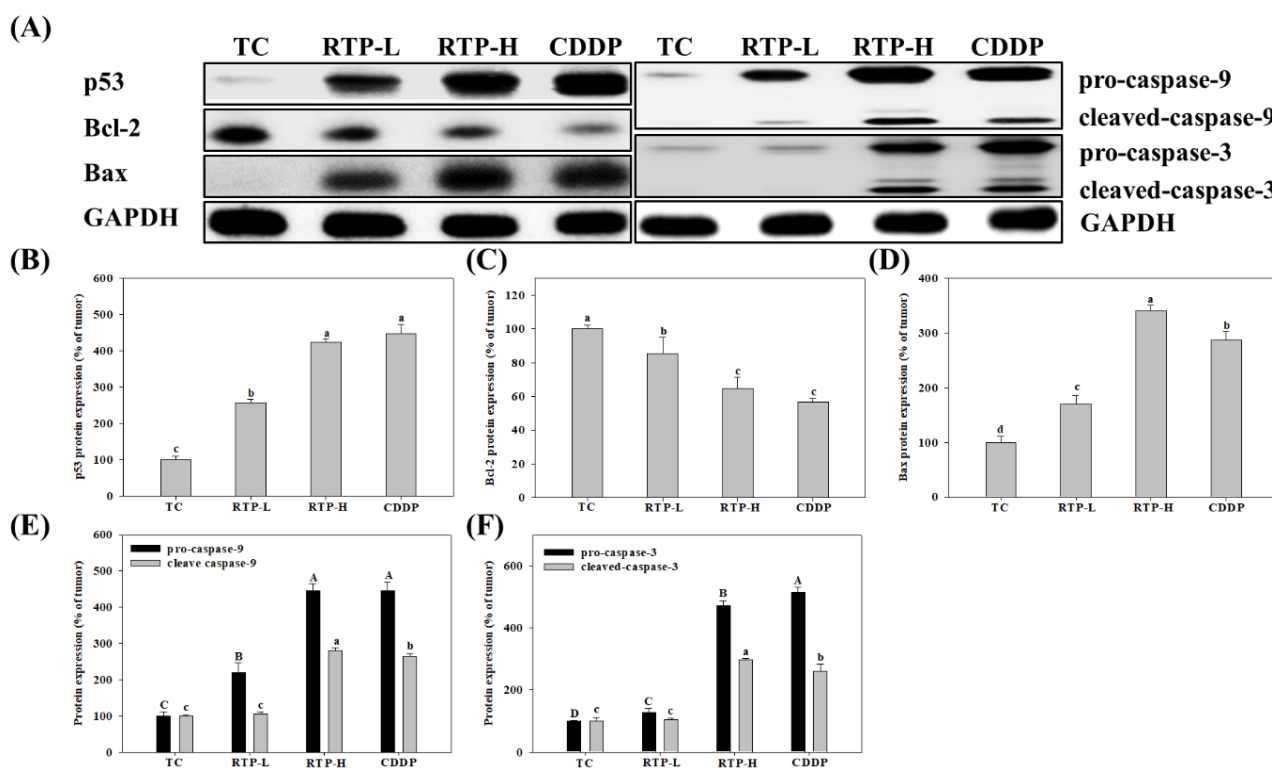 (A)
TC RTP-L RTP-H CDDP TC RTP-L RTP-H CDDP
p53
Bcl-2
Bax
GAPDH
pro-caspase-9
cleaved-caspase-9
pro-caspase-3
cleaved-caspase-3
GAPDH
(B)
p53 protein expression (% of tumor)
600
500
400
300
200
100
0
c b a a
TC RTP-L RTP-H CDDP
(C)
Bcl-2 protein expression (% of tumor)
120
100
80
60
40
20
0
a b c c
TC RTP-L RTP-H CDDP
(D)
Bax protein expression (% of tumor)
400
300
200
100
0
d c a b
TC RTP-L RTP-H CDDP
(E)
Protein expression (% of tumor)
600
500
400
300
200
100
0
pro-caspase-9
cleave caspase-9
C c B c A a A b
TC RTP-L RTP-H CDDP
(F)
Protein expression (% of tumor)
600
400
200
0
pro-caspase-3
cleaved-caspase-3
D c C c B a A b
TC RTP-L RTP-H CDDP